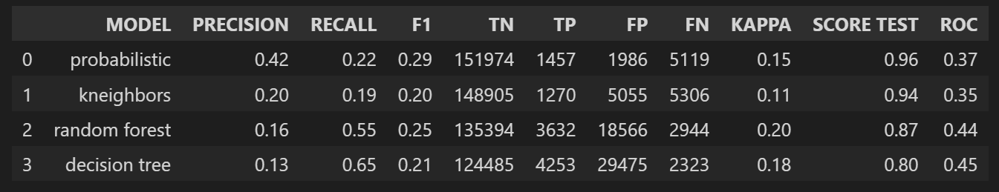 MODEL PRECISION RECALL F1 TN TP FP FN KAPPA SCORE TEST ROC
0 probabilistic 0.42 0.22 0.29 151974 1457 1986 5119 0.15 0.96 0.37
1 kneighbors 0.20 0.19 0.20 148905 1270 5055 5306 0.11 0.94 0.35
2 random forest 0.16 0.55 0.25 135394 3632 18566 2944 0.20 0.87 0.44
3 decision tree 0.13 0.65 0.21 124485 4253 29475 2323 0.18 0.80 0.45